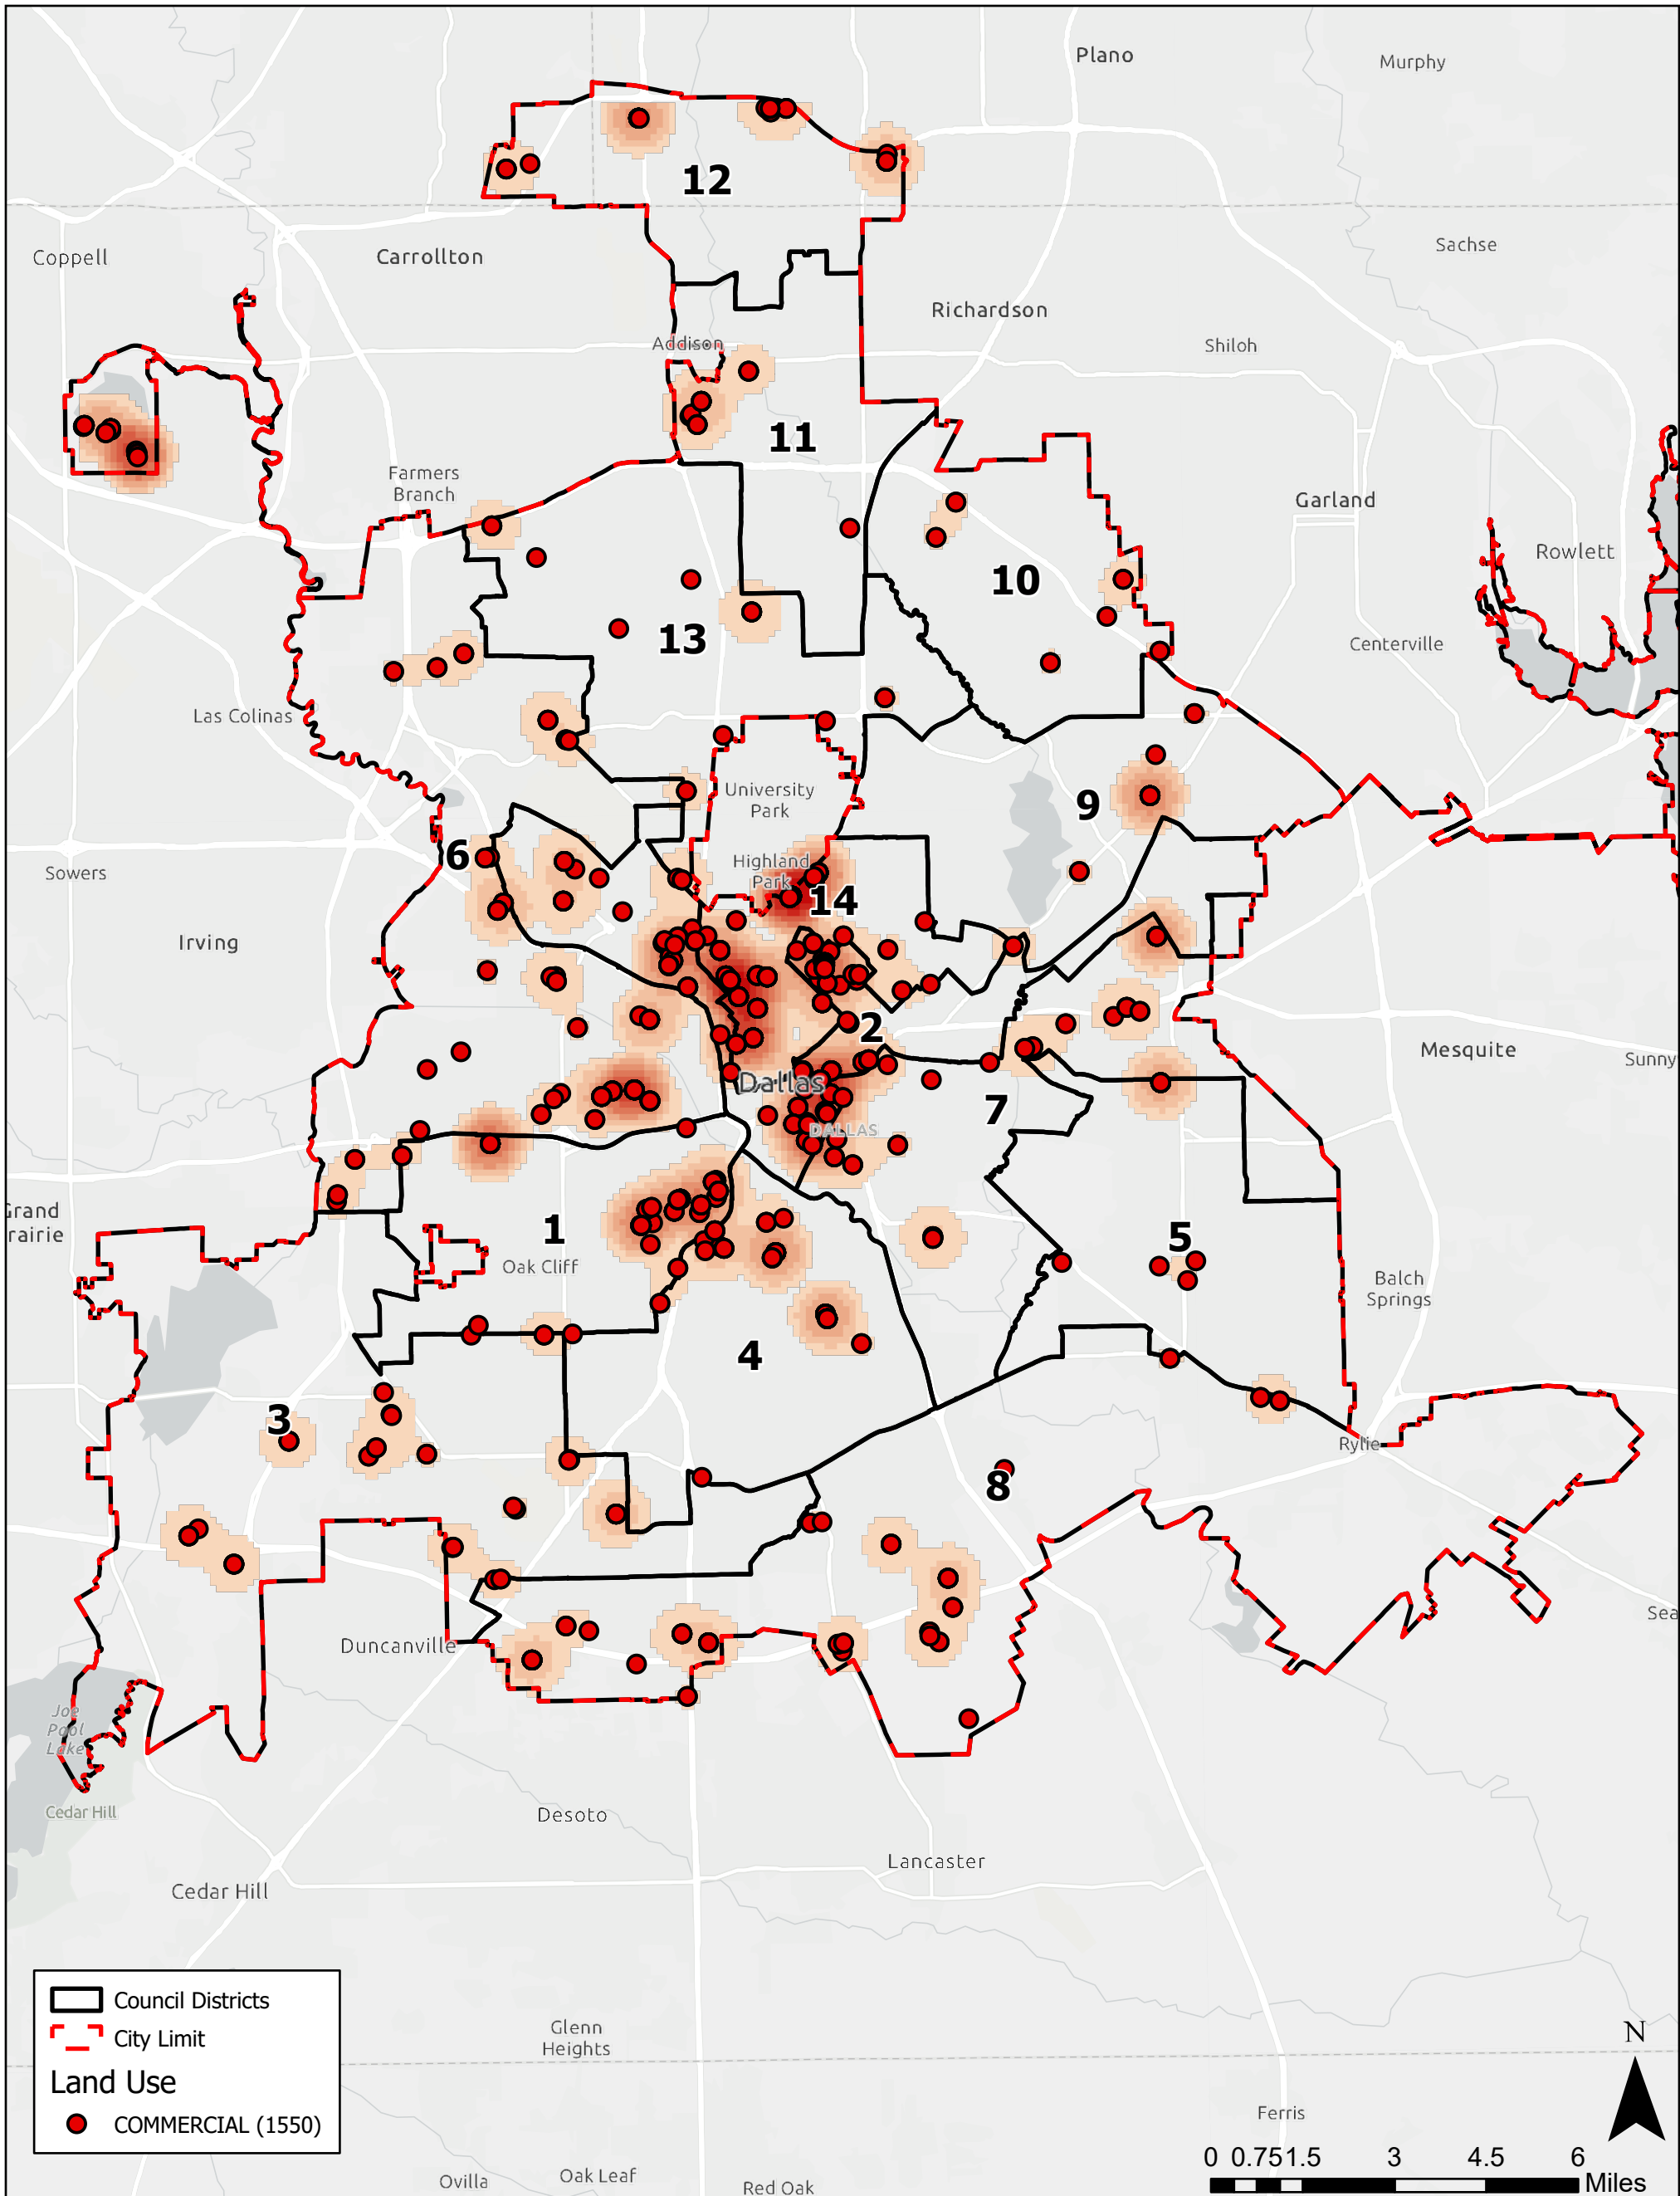 Plano
Murphy
12
Coppell
Carrollton
Sachse
Richardson
Addison
Shiloh
11
Farmers
Branch
Garland
Rowlett
10
13
Centerville
Las Colinas
University
Park
9
6
Sowers
Highland
Park
14
Irving
2
Mesquite
Sunny
Dallas
7
DALLAS
Grand
rairie
1
5
Oak Cliff
Balch
Springs
4
3
Rylie
8
Sea
Duncanville
Joe
Pool
Lake
Cedar Hill
Desoto
Lancaster
Cedar Hill
Council Districts
City Limit
Land Use
COMMERCIAL (1550)
Glenn
Heights
N
Ferris
0 0.75 1.5 3 4.5 6
Miles
Ovilla
Oak Leaf
Red Oak